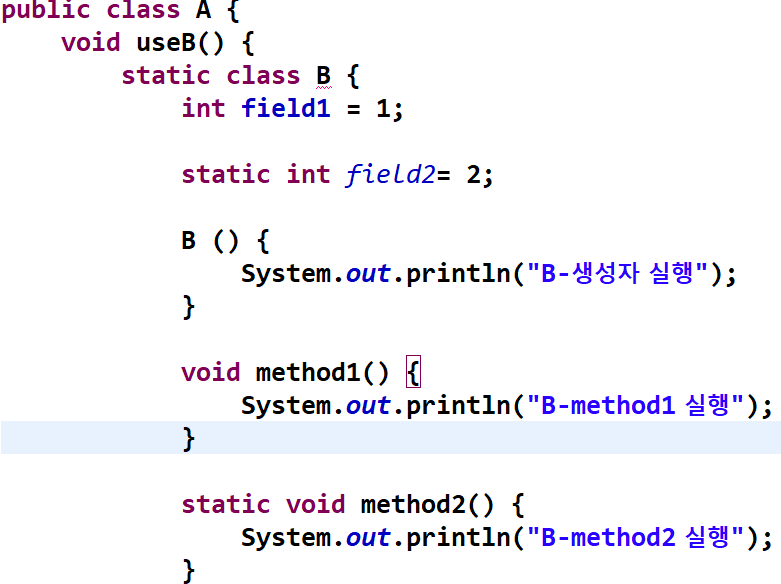 public class A {
void useB() {
static class B {
int field1 = 1;
static int field2= 2;
B () {
System.out.println("B-생성자 실행");
}
void method1() {
System.out.println("B-method1 실행");
}
static void method2() {
System.out.println("B-method2 실행");
}